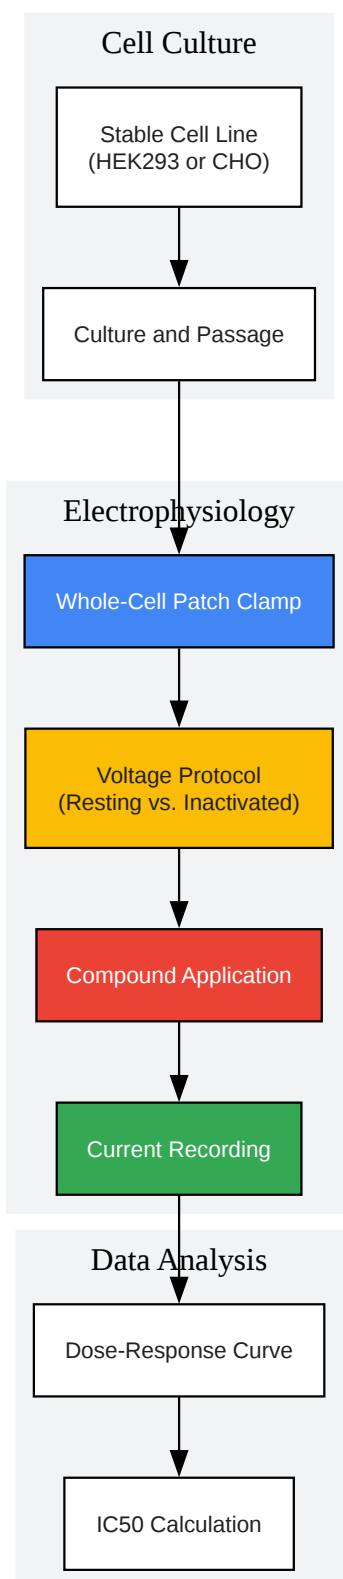 Cell Culture
Stable Cell Line
(HEK293 or CHO)
Culture and Passage
Electrophysiology
Whole-Cell Patch Clamp
Voltage Protocol
(Resting vs. Inactivated)
Compound Application
Current Recording
Data Analysis
Dose-Response Curve
IC50 Calculation